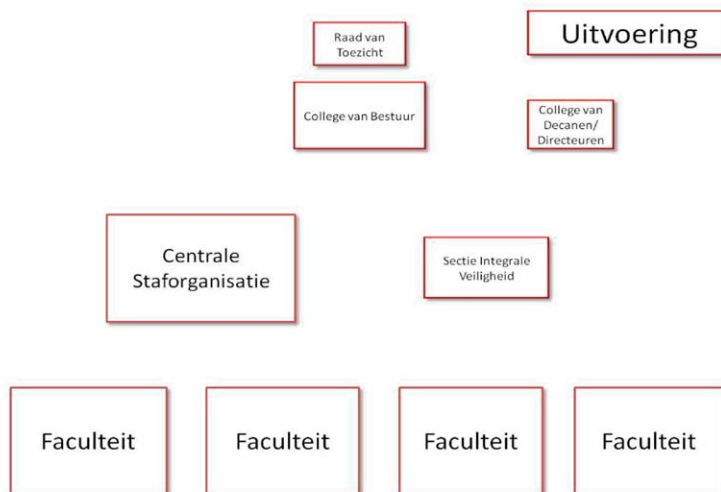 Raad van
Toezicht
Uitvoering
College van Bestuur
College van
Decanen/
Directeuren
Centrale
Staforganisatie
Sectie Integrale
Veiligheid
Faculteit
Faculteit
Faculteit
Faculteit